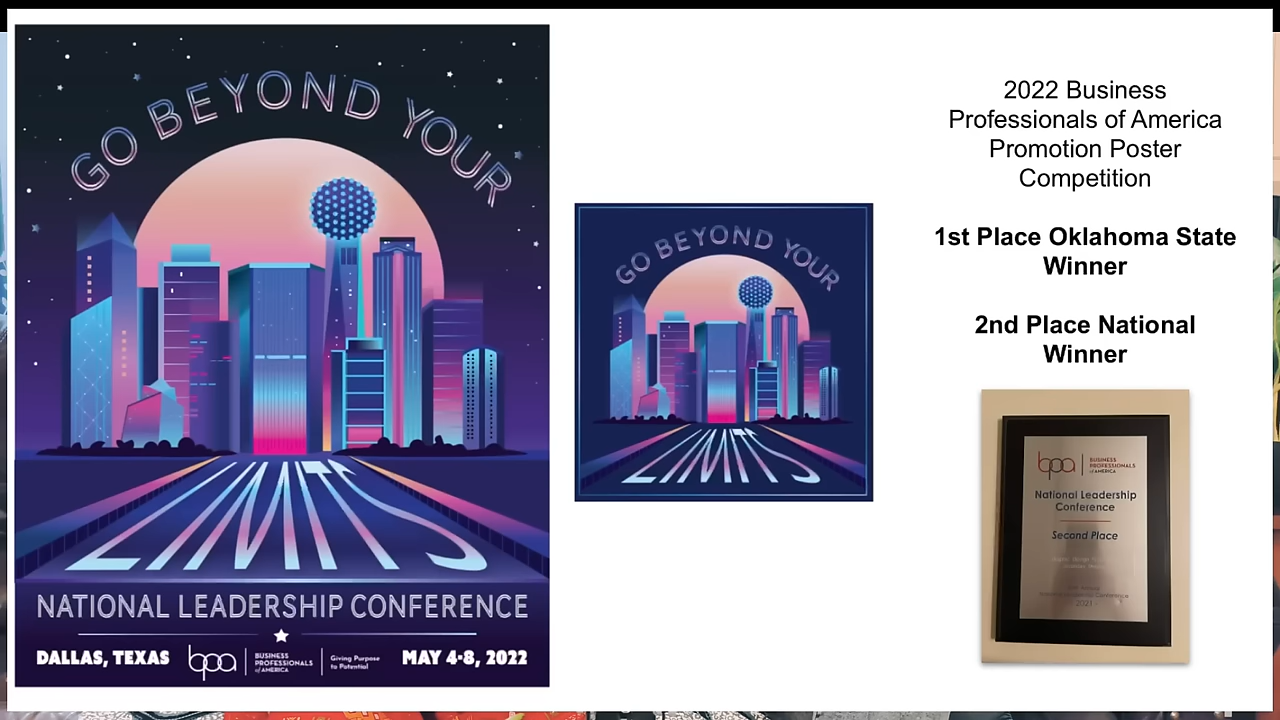 GO BEYOND YOUR
LIMITS
NATIONAL LEADERSHIP CONFERENCE
DALLAS, TEXAS
bpa
BUSINESS
PROFESSIONALS
of AMERICA
Giving Purpose
to Potential
MAY 4-8, 2022
GO BEYOND YOUR
LIMITS
2022 Business
Professionals of America
Promotion Poster
Competition
1st Place Oklahoma State
Winner
2nd Place National
Winner
bpa
BUSINESS
PROFESSIONALS
of AMERICA
National Leadership
Conference
Second Place
2021